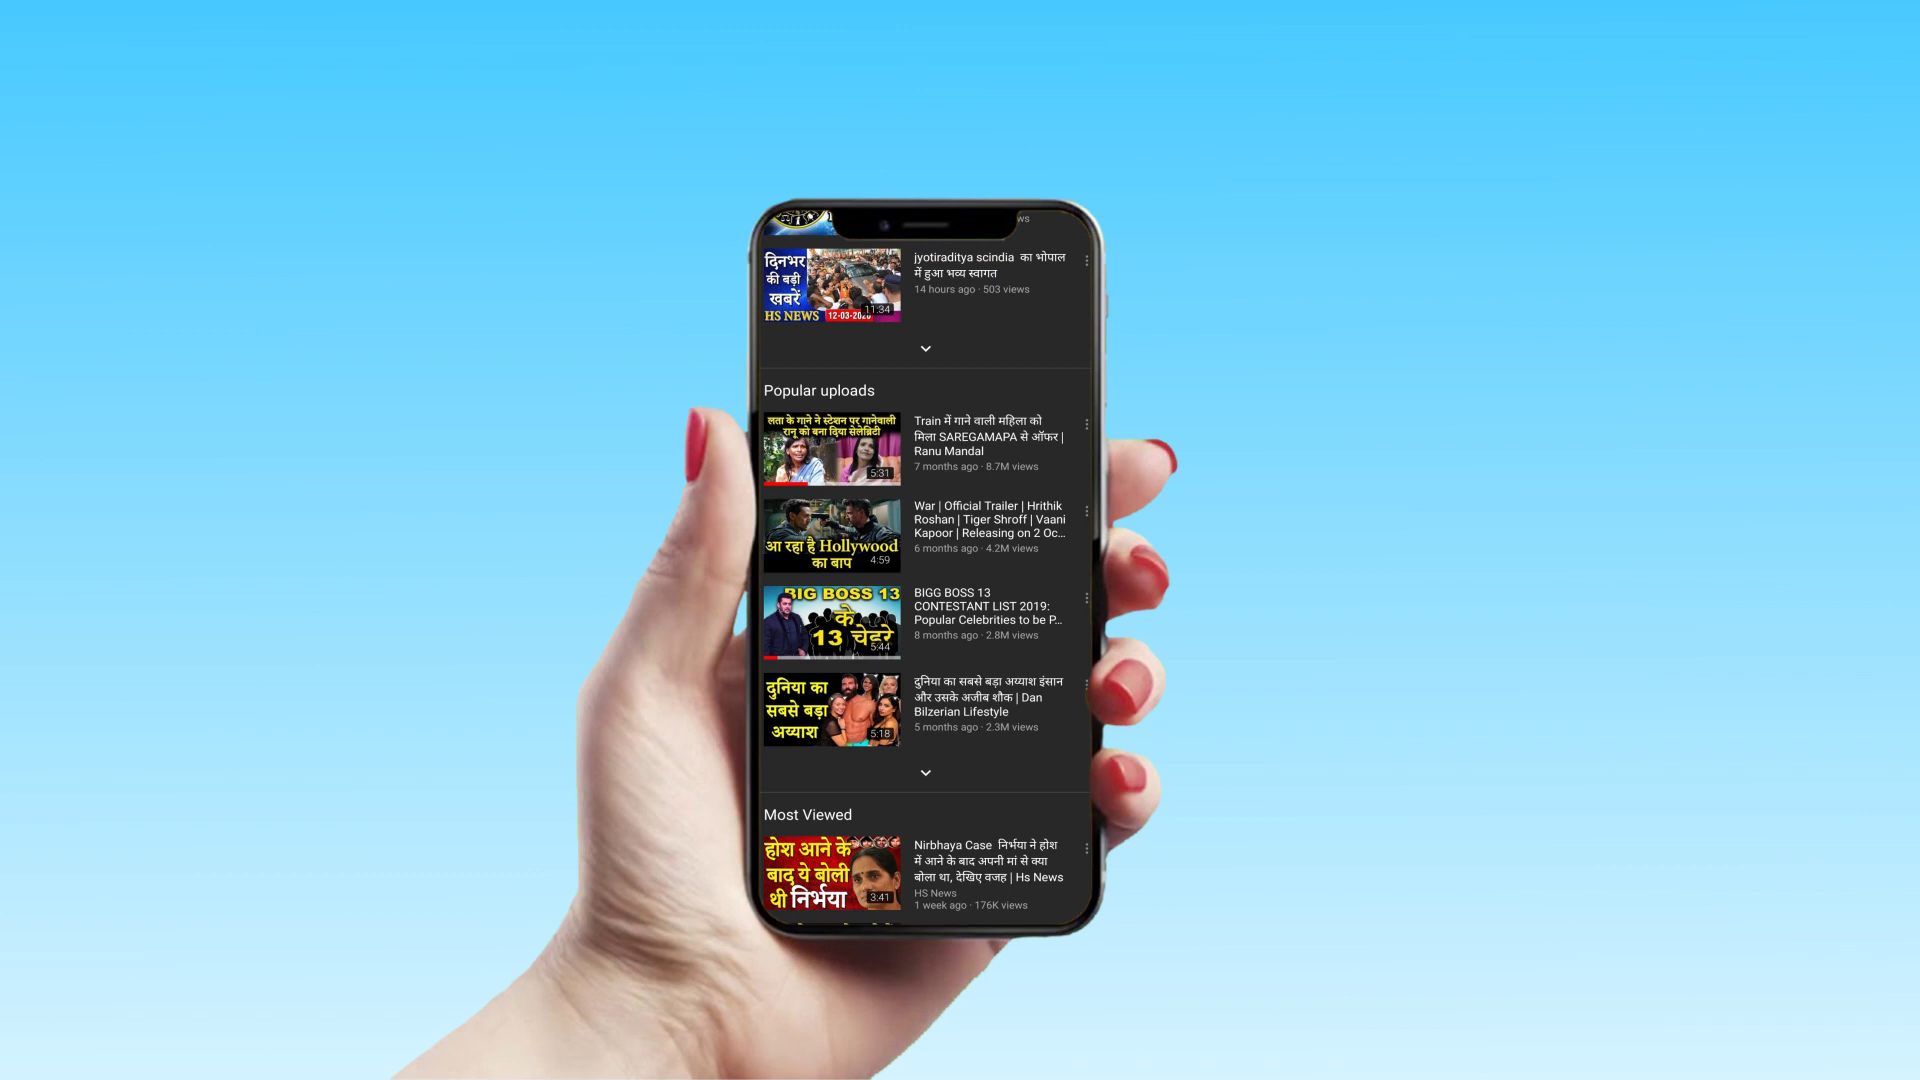 ws
दिनभर
की बड़ी
खबरें
HS NEWS
12-03-2020
11:34
jyotiraditya scindia का भोपाल
में हुआ भव्य स्वागत
14 hours ago · 503 views
Popular uploads
लता के गाने ने स्टेशन पर गानेवाली
रानू को बना दिया सेलेब्रिटी
5:31
Train में गाने वाली महिला को
मिला SAREGAMAPA से ऑफर |
Ranu Mandal
7 months ago · 8.7M views
आ रहा है Hollywood
का बाप
4:59
War | Official Trailer | Hrithik
Roshan | Tiger Shroff | Vaani
Kapoor | Releasing on 2 Oc...
6 months ago · 4.2M views
BIG BOSS 13
के
13 चेहरे
5:44
BIGG BOSS 13
CONTESTANT LIST 2019:
Popular Celebrities to be P...
8 months ago · 2.8M views
दुनिया का
सबसे बड़ा
अय्याश
5:18
दुनिया का सबसे बड़ा अय्याश इंसान
और उसके अजीब शौक | Dan
Bilzerian Lifestyle
5 months ago · 2.3M views
Most Viewed
होश आने के
बाद ये बोली
थी निर्भया
3:41
Nirbhaya Case निर्भया ने होश
में आने के बाद अपनी मां से क्या
बोला था, देखिए वजह | Hs News
HS News
1 week ago · 176K views